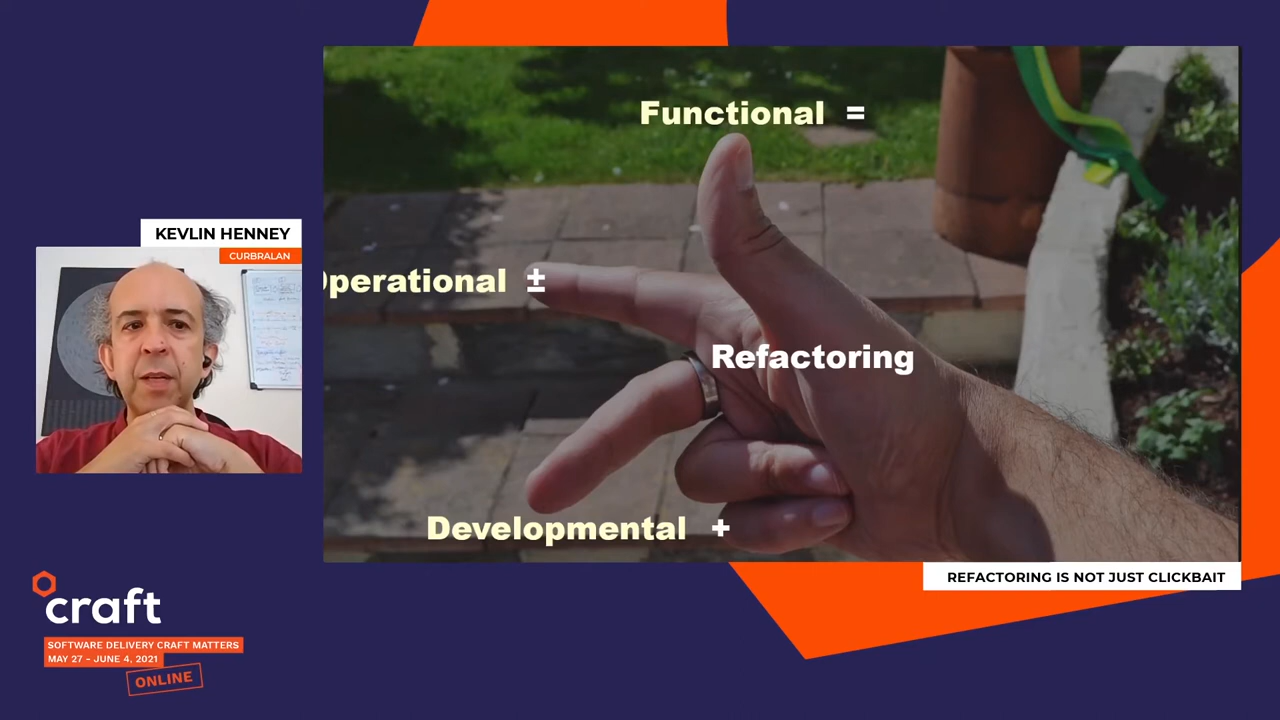 Functional =
KEVLIN HENNEY
CURBRALAN
perational ±
Refactoring
Developmental +
REFACTORING IS NOT JUST CLICKBAIT
craft
SOFTWARE DELIVERY CRAFT MATTERS
MAY 27 - JUNE 4, 2021
ONLINE